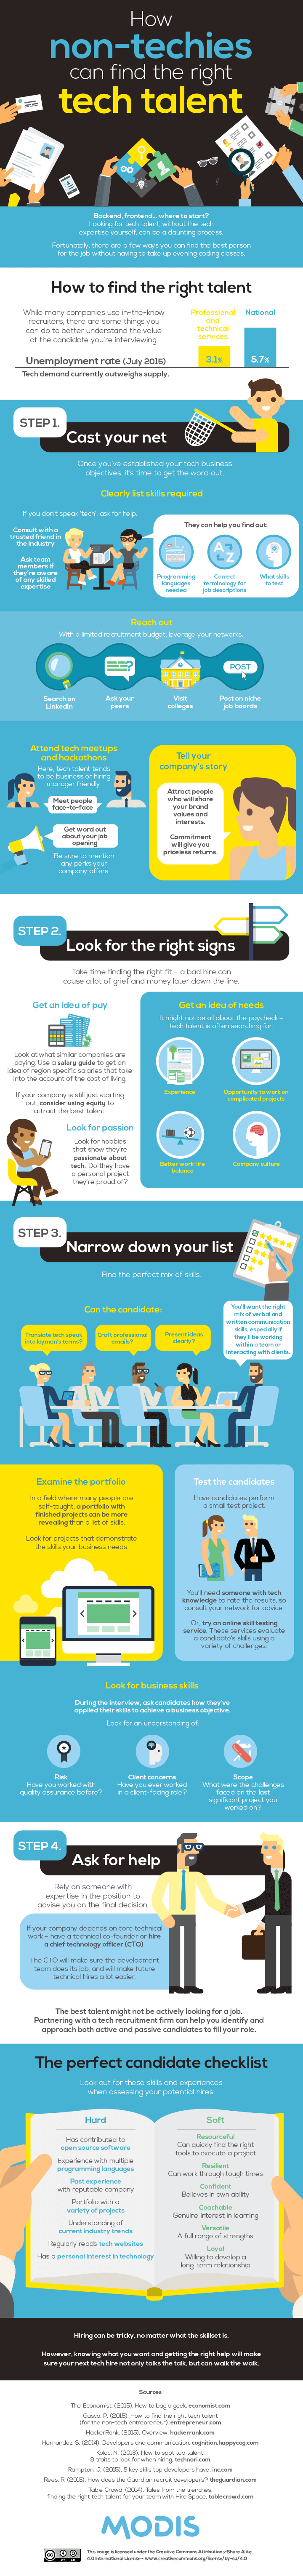 How
non-techies
can find the right
tech talent
Backend, frontend... where to start?
Looking for tech talent, without the tech
expertise yourself, can be a daunting process.
Fortunately, there are a few ways you can find the best person
for the job without having to take up evening coding classes.
How to find the right talent
While many companies use in-the-know
recruiters, there are some things you
can do to better understand the value
of the candidate you're interviewing.
Professional
and
technical
services
National
Unemployment rate (July 2015)
3.1%
5.7%
Tech demand currently outweighs supply.
STEP 1.
Cast your net
Once you've established your tech business
objectives, it's time to get the word out.
Clearly list skills required
If you don't speak 'tech', ask for help.
Consult with a
trusted friend in
the industry
Ask team
members if
they're aware
of any skilled
expertise
They can help you find out:
Programming
languages
needed
A
Z
Correct
terminology for
job descriptions
What skills
to test
Reach out
With a limited recruitment budget, leverage your networks.
POST
Search on
LinkedIn
Ask your
peers
Visit
colleges
Post on niche
job boards
Attend tech meetups
and hackathons
Here, tech talent tends
to be business or hiring
manager friendly.
Meet people
face-to-face
Get word out
about your job
opening
Be sure to mention
any perks your
company offers.
Tell your
company's story
Attract people
who will share
your brand
values and
interests.
Commitment
will give you
priceless returns.
STEP 2.
Look for the right signs
Take time finding the right fit – a bad hire can
cause a lot of grief and money later down the line.
Get an idea of pay
Look at what similar companies are
paying. Use a salary guide to get an
idea of region specific salaries that take
into the account of the cost of living.
If your company is still just starting
out, consider using equity to
attract the best talent.
Look for passion
Look for hobbies
that show they're
passionate about
tech. Do they have
a personal project
they're proud of?
Get an idea of needs
It might not be all about the paycheck –
tech talent is often searching for:
Experience
Opportunity to work on
complicated projects
Better work-life
balance
Company culture
STEP 3.
Narrow down your list
Find the perfect mix of skills.
Can the candidate:
Translate tech speak
into layman's terms?
Craft professional
emails?
Present ideas
clearly?
You'll want the right
mix of verbal and
written communication
skills, especially if
they'll be working
within a team or
interacting with clients.
Examine the portfolio
In a field where many people are
self-taught, a portfolio with
finished projects can be more
revealing than a list of skills.
Look for projects that demonstrate
the skills your business needs.
Test the candidates
Have candidates perform
a small test project.
You'll need someone with tech
knowledge to rate the results, so
consult your network for advice.
Or, try an online skill testing
service. These services evaluate
a candidate's skills using a
variety of challenges.
Look for business skills
During the interview, ask candidates how they've
applied their skills to achieve a business objective.
Look for an understanding of:
Risk
Have you worked with
quality assurance before?
Client concerns
Have you ever worked
in a client-facing role?
Scope
What were the challenges
faced on the last
significant project you
worked on?
STEP 4.
Ask for help
Rely on someone with
expertise in the position to
advise you on the final decision.
If your company depends on core technical
work – have a technical co-founder or hire
a chief technology officer (CTO).
The CTO will make sure the development
team does its job, and will make future
technical hires a lot easier.
The best talent might not be actively looking for a job.
Partnering with a tech recruitment firm can help you identify and
approach both active and passive candidates to fill your role.
The perfect candidate checklist
Look out for these skills and experiences
when assessing your potential hires:
Hard
Has contributed to
open source software
Experience with multiple
programming languages
Past experience
with reputable company
Portfolio with a
variety of projects
Understanding of
current industry trends
Regularly reads tech websites
Has a personal interest in technology
Soft
Resourceful
Can quickly find the right
tools to execute a project
Resilient
Can work through tough times
Confident
Believes in own ability
Coachable
Genuine interest in learning
Versatile
A full range of strengths
Loyal
Willing to develop a
long-term relationship
Hiring can be tricky, no matter what the skillset is.
However, knowing what you want and getting the right help will make
sure your next tech hire not only talks the talk, but can walk the walk.
Sources
The Economist. (2015). How to bag a geek. economist.com
Gasca, P. (2015). How to find the right tech talent
(for the non-tech entrepreneur). entrepreneur.com
HackerRank. (2015). Overview. hackerrank.com
Hernandez, S. (2014). Developers and communication. cognition.happycog.com
Koloc, N. (2013). How to spot top talent:
8 traits to look for when hiring. technori.com
Rampton, J. (2015). 5 key skills top developers have. inc.com
Rees, R. (2015). How does the Guardian recruit developers? theguardian.com
Table Crowd. (2014). Tales from the trenches:
finding the right tech talent for your team with Hire Space. tablecrowd.com
MODIS
This image is licensed under the Creative Commons Attributions-Share Alike
4.0 International License - www.creativecommons.org/license/by-sa/4.0